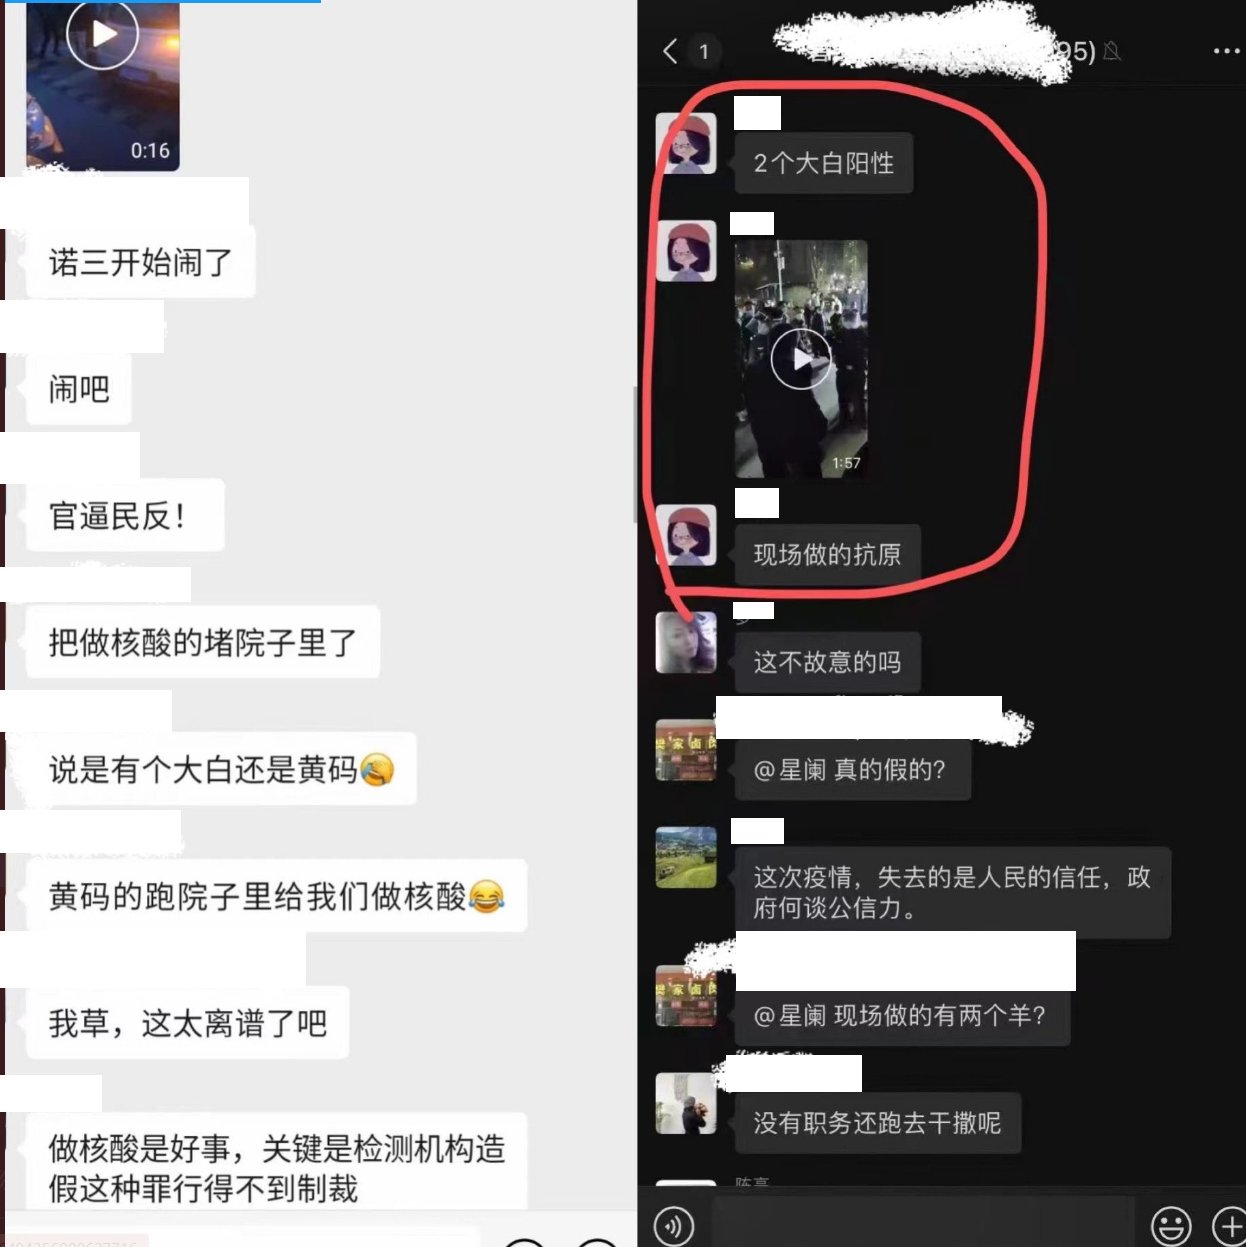 0:16
诺三开始闹了
闹吧
官逼民反！
把做核酸的堵院子里了
说是有个大白还是黄码🤣
黄码的跑院子里给我们做核酸😂
我草，这太离谱了吧
做核酸是好事，关键是检测机构造
假这种罪行得不到制裁
1
95)
2个大白阳性
1:57
现场做的抗原
这不故意的吗
@星阑 真的假的?
这次疫情，失去的是人民的信任，政
府何谈公信力。
@星阑 现场做的有两个羊?
没有职务还跑去干撒呢